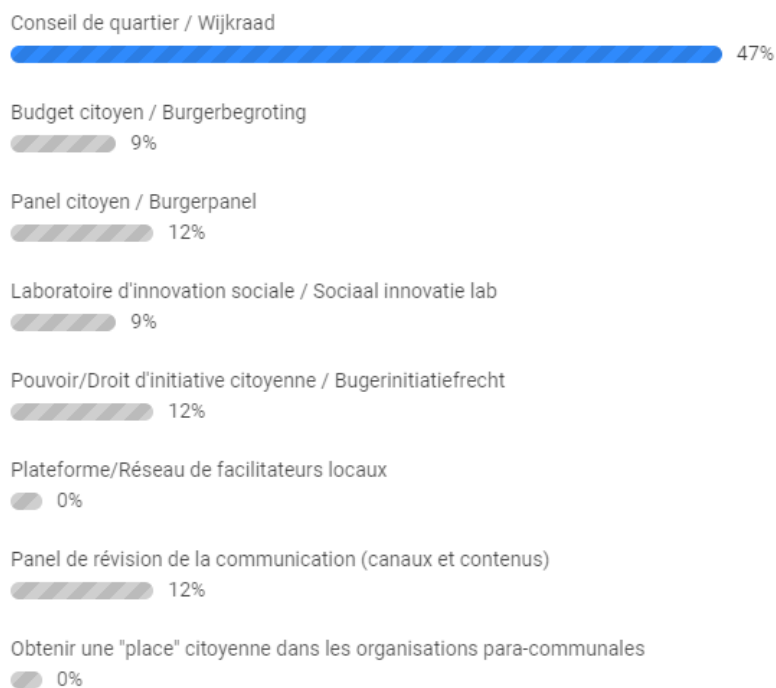 Conseil de quartier / Wijkraad
47%
Budget citoyen / Burgerbegroting
9%
Panel citoyen / Burgerpanel
12%
Laboratoire d'innovation sociale / Sociaal innovatie lab
9%
Pouvoir/Droit d'initiative citoyenne / Bugerinitiatiefrecht
12%
Plateforme/Réseau de facilitateurs locaux
0%
Panel de révision de la communication (canaux et contenus)
12%
Obtenir une "place" citoyenne dans les organisations para-communales
0%